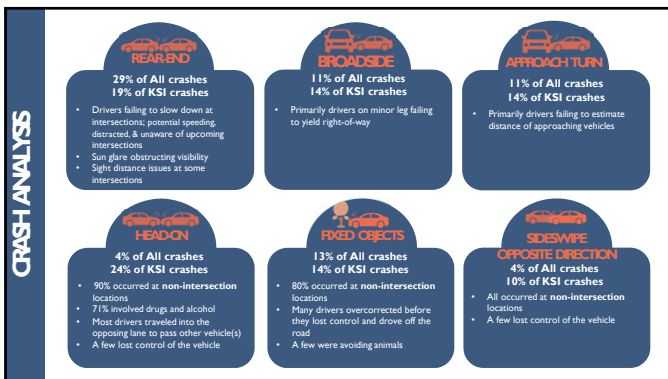 CRASH ANALYSIS
REAR-END
29% of All crashes
19% of KSI crashes
• Drivers failing to slow down at
intersections; potential speeding,
distracted, & unaware of upcoming
intersections
• Sun glare obstructing visibility
• Sight distance issues at some
intersections
BROADSIDE
11% of All crashes
14% of KSI crashes
• Primarily drivers on minor leg failing
to yield right-of-way
APPROACH TURN
11% of All crashes
14% of KSI crashes
• Primarily drivers failing to estimate
distance of approaching vehicles
HEAD-ON
4% of All crashes
24% of KSI crashes
• 90% occurred at non-intersection
locations
• 71% involved drugs and alcohol
• Most drivers traveled into the
opposing lane to pass other vehicle(s)
• A few lost control of the vehicle
FIXED OBJECTS
13% of All crashes
14% of KSI crashes
• 80% occurred at non-intersection
locations
• Many drivers overcorrected before
they lost control and drove off the
road
• A few were avoiding animals
SIDESWIPE
OPPOSITE DIRECTION
4% of All crashes
10% of KSI crashes
• All occurred at non-intersection
locations
• A few lost control of the vehicle